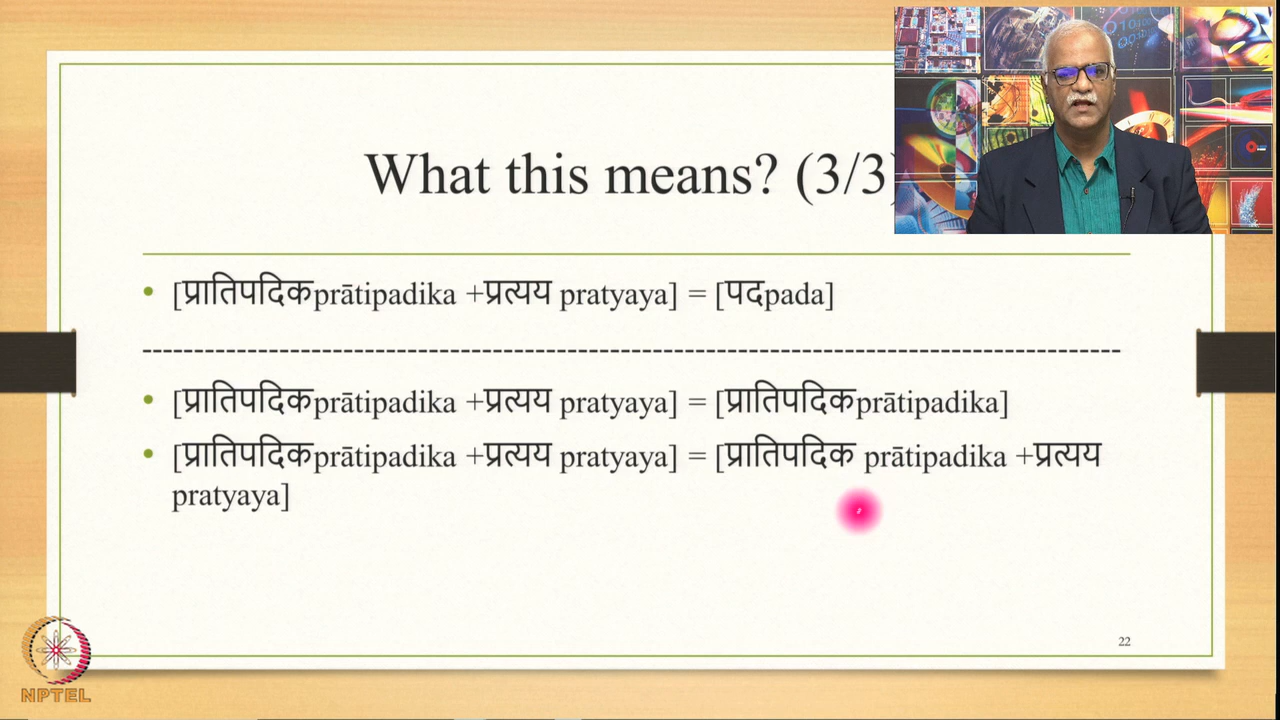 What this means? (3/3)
• [प्रातिपदिकprātipadika +प्रत्यय pratyaya] = [पदpada]
--------------------------------------------------------------------------------------------
• [प्रातिपदिकprātipadika +प्रत्यय pratyaya] = [प्रातिपदिकprātipadika]
• [प्रातिपदिकprātipadika +प्रत्यय pratyaya] = [प्रातिपदिक prātipadika +प्रत्यय
pratyaya]
22
NPTEL